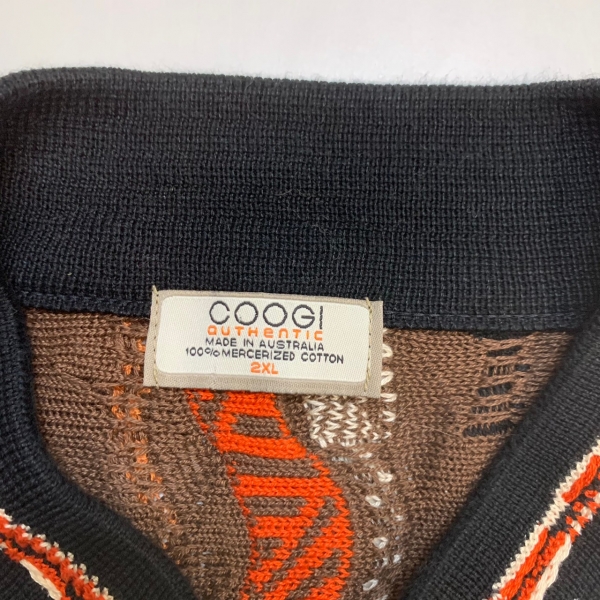 COOGI
AUTHENTIC
MADE IN AUSTRALIA
100% MERCERIZED COTTON
2XL